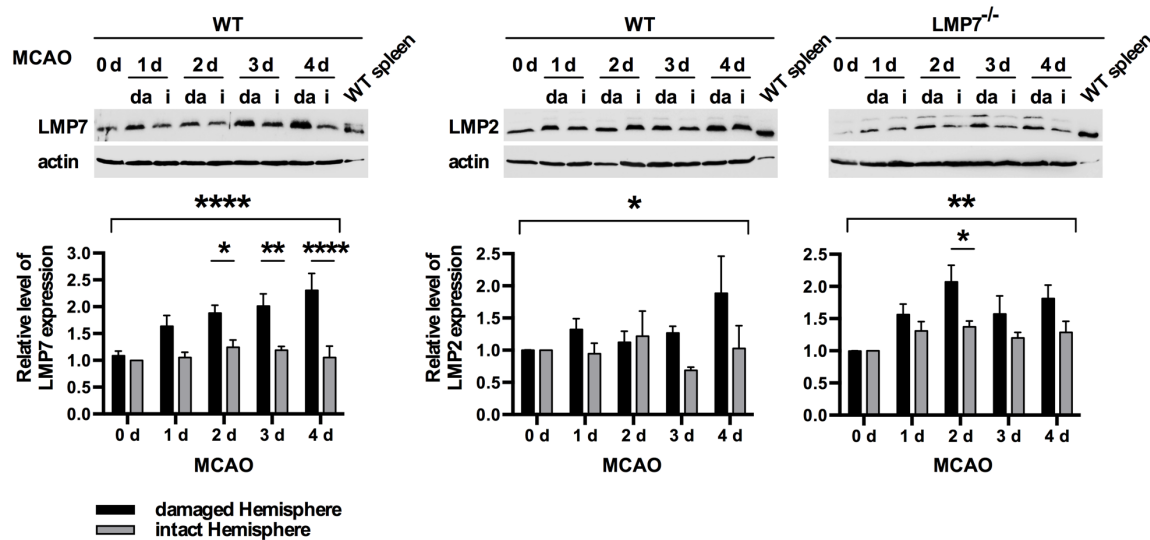 WT
MCAO 0 d 1 d 2 d 3 d 4 d WT spleen
da i da i da i da i
LMP7
actin
****
* ** ****
Relative level of
LMP7 expression
3.0
2.5
2.0
1.5
1.0
0.5
0.0
0 d 1 d 2 d 3 d 4 d
MCAO
WT
0 d 1 d 2 d 3 d 4 d WT spleen
da i da i da i da i
LMP2
actin
*
Relative level of
LMP2 expression
2.5
2.0
1.5
1.0
0.5
0.0
0 d 1 d 2 d 3 d 4 d
MCAO
LMP7-/-
0 d 1 d 2 d 3 d 4 d WT spleen
da i da i da i da i
**
*
2.5
2.0
1.5
1.0
0.5
0.0
0 d 1 d 2 d 3 d 4 d
MCAO
damaged Hemisphere
intact Hemisphere